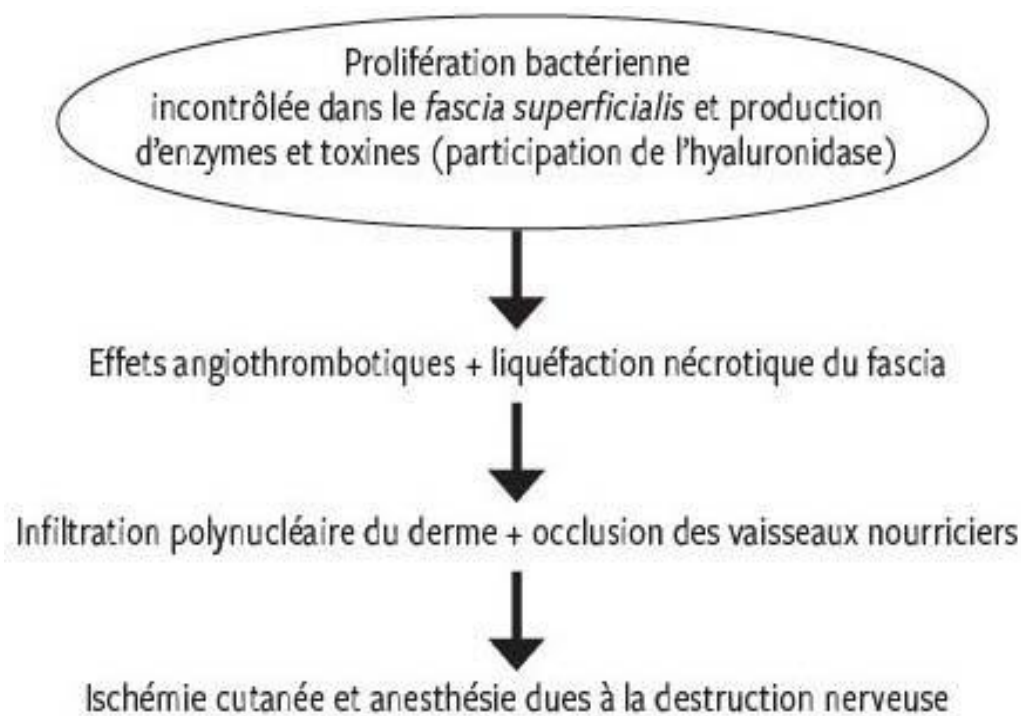 Prolifération bactérienne
incontrôlée dans le fascia superficialis et production
d'enzymes et toxines (participation de l'hyaluronidase)
Effets angiothrombotiques + liquéfaction nécrotique du fascia
Infiltration polynucléaire du derme + occlusion des vaisseaux nourriciers
Ischémie cutanée et anesthésie dues à la destruction nerveuse